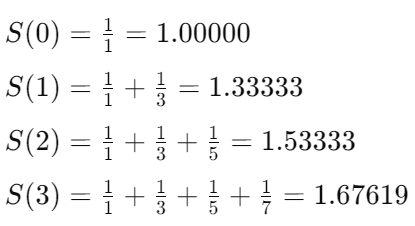 S(0) = 1/1 = 1.00000
S(1) = 1/1 + 1/3 = 1.33333
S(2) = 1/1 + 1/3 + 1/5 = 1.53333
S(3) = 1/1 + 1/3 + 1/5 + 1/7 = 1.67619